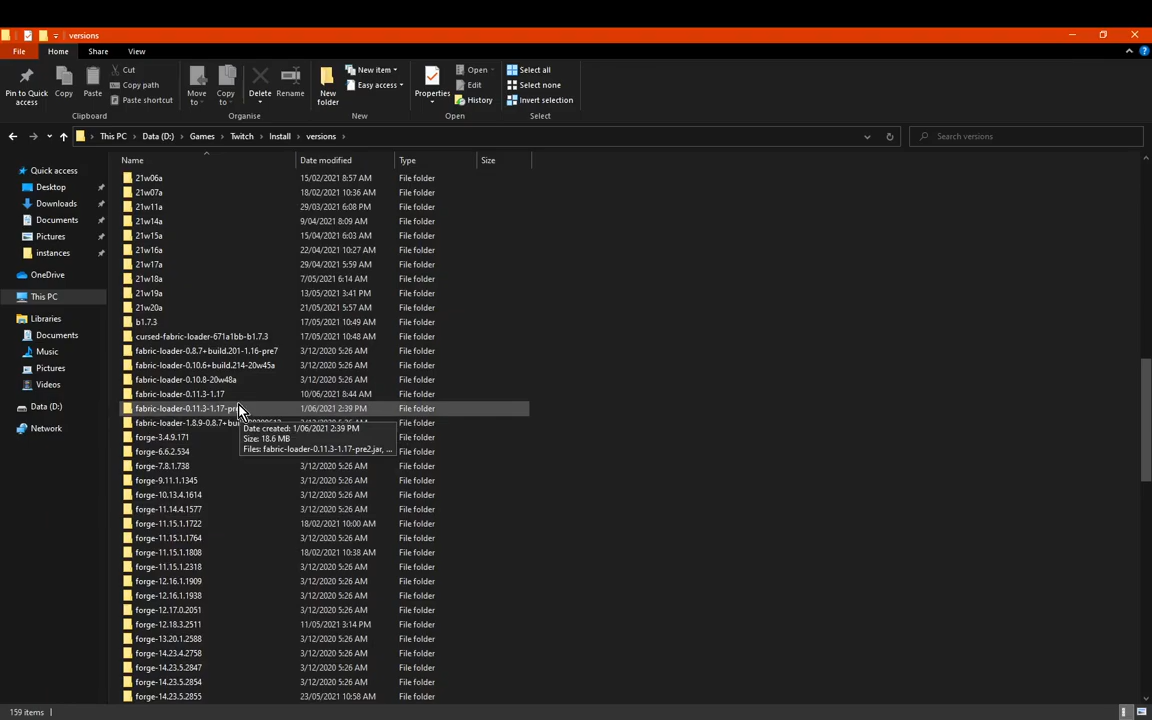 versions
File Home Share View
Pin to Quick access
Copy
Paste
Cut
Copy path
Paste shortcut
Move to
Copy to
Delete
Rename
New folder
New item
Easy access
Properties
Open
Edit
History
Select all
Select none
Invert selection
Clipboard Organise New Open Select
This PC > Data (D:) > Games > Twitch > Install > versions >
Search versions
Name Date modified Type Size
Quick access
Desktop
Downloads
Documents
Pictures
instances
OneDrive
This PC
Libraries
Documents
Music
Pictures
Videos
Data (D:)
Network
21w06a 15/02/2021 8:57 AM File folder
21w07a 18/02/2021 10:36 AM File folder
21w11a 29/03/2021 6:08 PM File folder
21w14a 9/04/2021 8:09 AM File folder
21w15a 15/04/2021 6:03 AM File folder
21w16a 22/04/2021 10:27 AM File folder
21w17a 29/04/2021 5:59 AM File folder
21w18a 7/05/2021 6:14 AM File folder
21w19a 13/05/2021 3:41 PM File folder
21w20a 21/05/2021 5:57 AM File folder
b1.7.3 17/05/2021 10:49 AM File folder
cursed-fabric-loader-671a1bb-b1.7.3 17/05/2021 10:48 AM File folder
fabric-loader-0.8.7+build.201-1.16-pre7 3/12/2020 5:26 AM File folder
fabric-loader-0.10.6+build.214-20w45a 3/12/2020 5:26 AM File folder
fabric-loader-0.10.8-20w48a 3/12/2020 5:26 AM File folder
fabric-loader-0.11.3-1.17 10/06/2021 8:44 AM File folder
fabric-loader-0.11.3-1.17-pre 1/06/2021 2:39 PM File folder
fabric-loader-1.8.9-0.8.7+ File folder
Date created: 1/06/2021 2:39 PM
Size: 18.6 MB
Files: fabric-loader-0.11.3-1.17-pre2.jar, ...
forge-3.4.9.171 File folder
forge-6.6.2.534 File folder
forge-7.8.1.738 3/12/2020 5:26 AM File folder
forge-9.11.1.1345 3/12/2020 5:26 AM File folder
forge-10.13.4.1614 3/12/2020 5:26 AM File folder
forge-11.14.4.1577 3/12/2020 5:26 AM File folder
forge-11.15.1.1722 18/02/2021 10:00 AM File folder
forge-11.15.1.1764 3/12/2020 5:26 AM File folder
forge-11.15.1.1808 18/02/2021 10:38 AM File folder
forge-11.15.1.2318 3/12/2020 5:26 AM File folder
forge-12.16.1.1909 3/12/2020 5:26 AM File folder
forge-12.16.1.1938 3/12/2020 5:26 AM File folder
forge-12.17.0.2051 3/12/2020 5:26 AM File folder
forge-12.18.3.2511 11/05/2021 3:14 PM File folder
forge-13.20.1.2588 3/12/2020 5:26 AM File folder
forge-14.23.4.2758 3/12/2020 5:26 AM File folder
forge-14.23.5.2847 3/12/2020 5:26 AM File folder
forge-14.23.5.2854 3/12/2020 5:26 AM File folder
forge-14.23.5.2855 23/05/2021 10:58 AM File folder
159 items